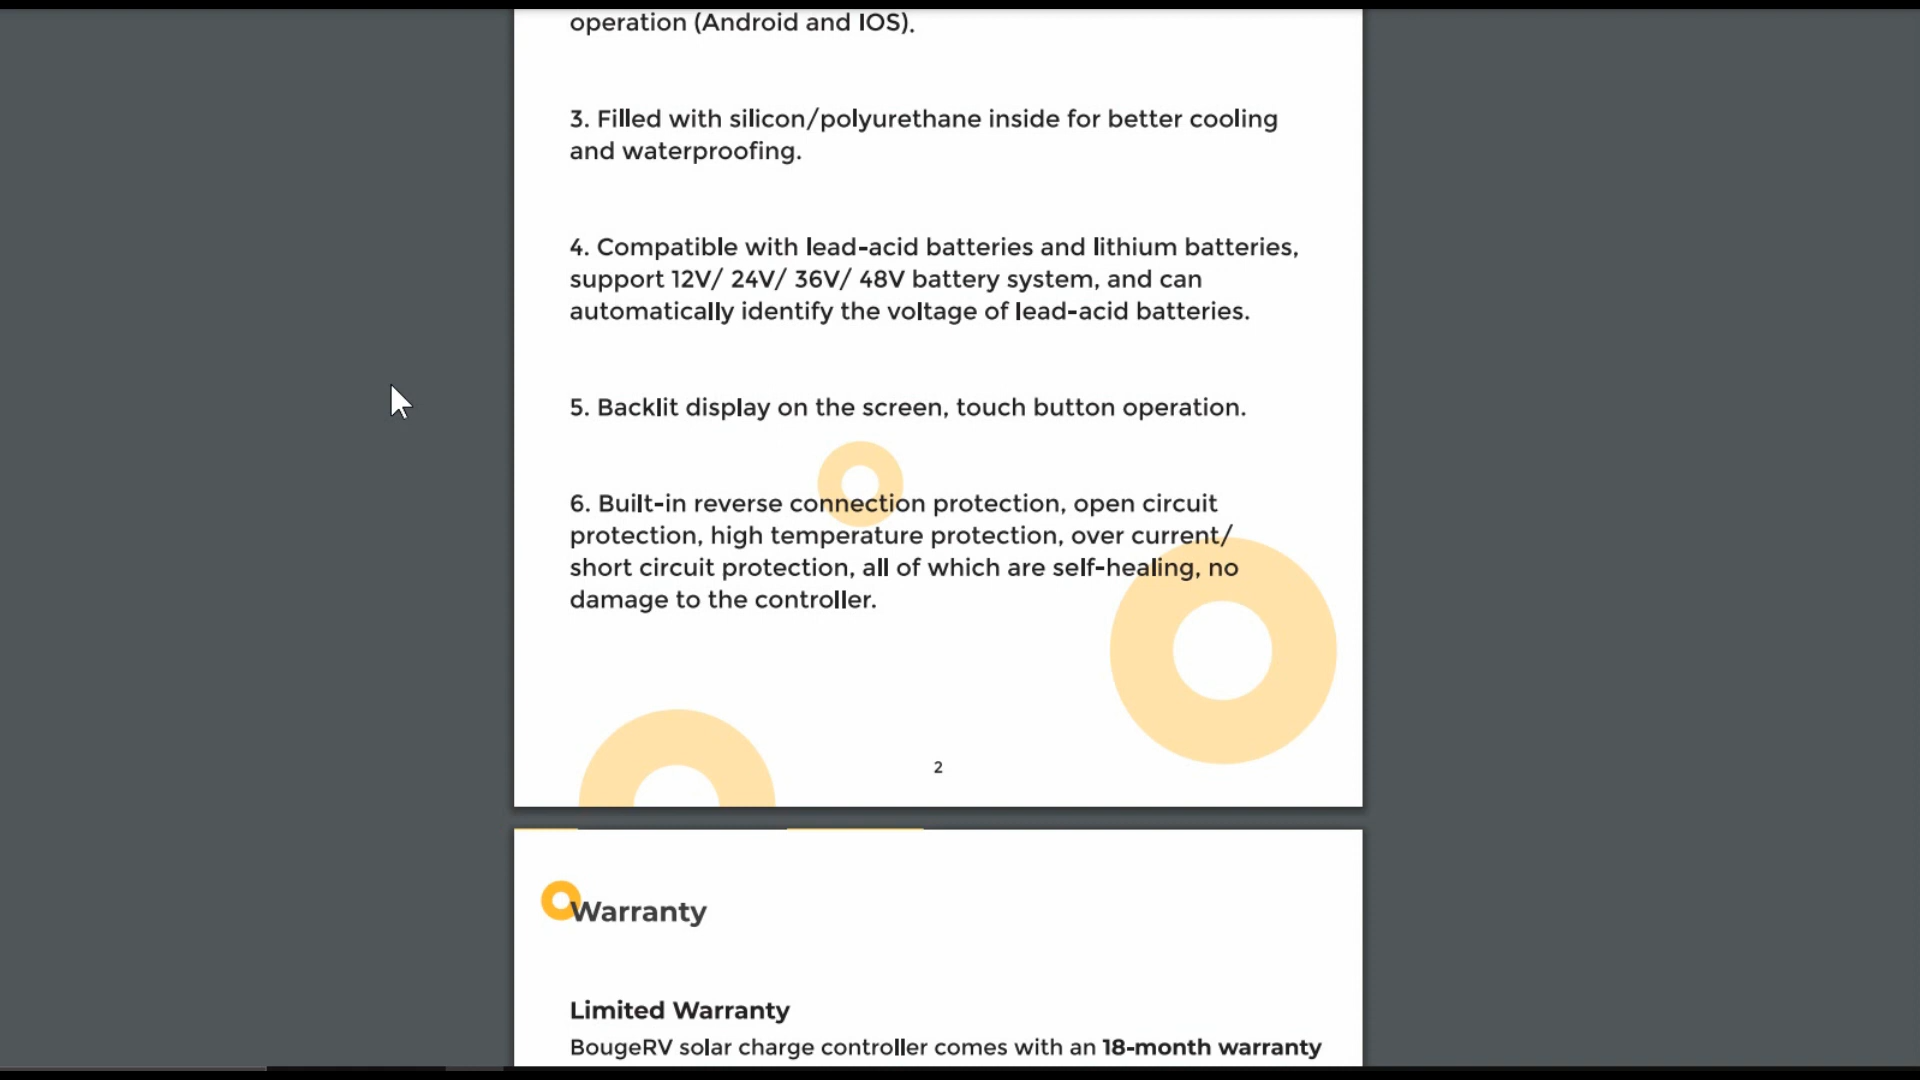 operation (Android and IOS).
3. Filled with silicon/polyurethane inside for better cooling
and waterproofing.
4. Compatible with lead-acid batteries and lithium batteries,
support 12V/ 24V/ 36V/ 48V battery system, and can
automatically identify the voltage of lead-acid batteries.
5. Backlit display on the screen, touch button operation.
6. Built-in reverse connection protection, open circuit
protection, high temperature protection, over current/
short circuit protection, all of which are self-healing, no
damage to the controller.
2
Warranty
Limited Warranty
BougeRV solar charge controller comes with an 18-month warranty